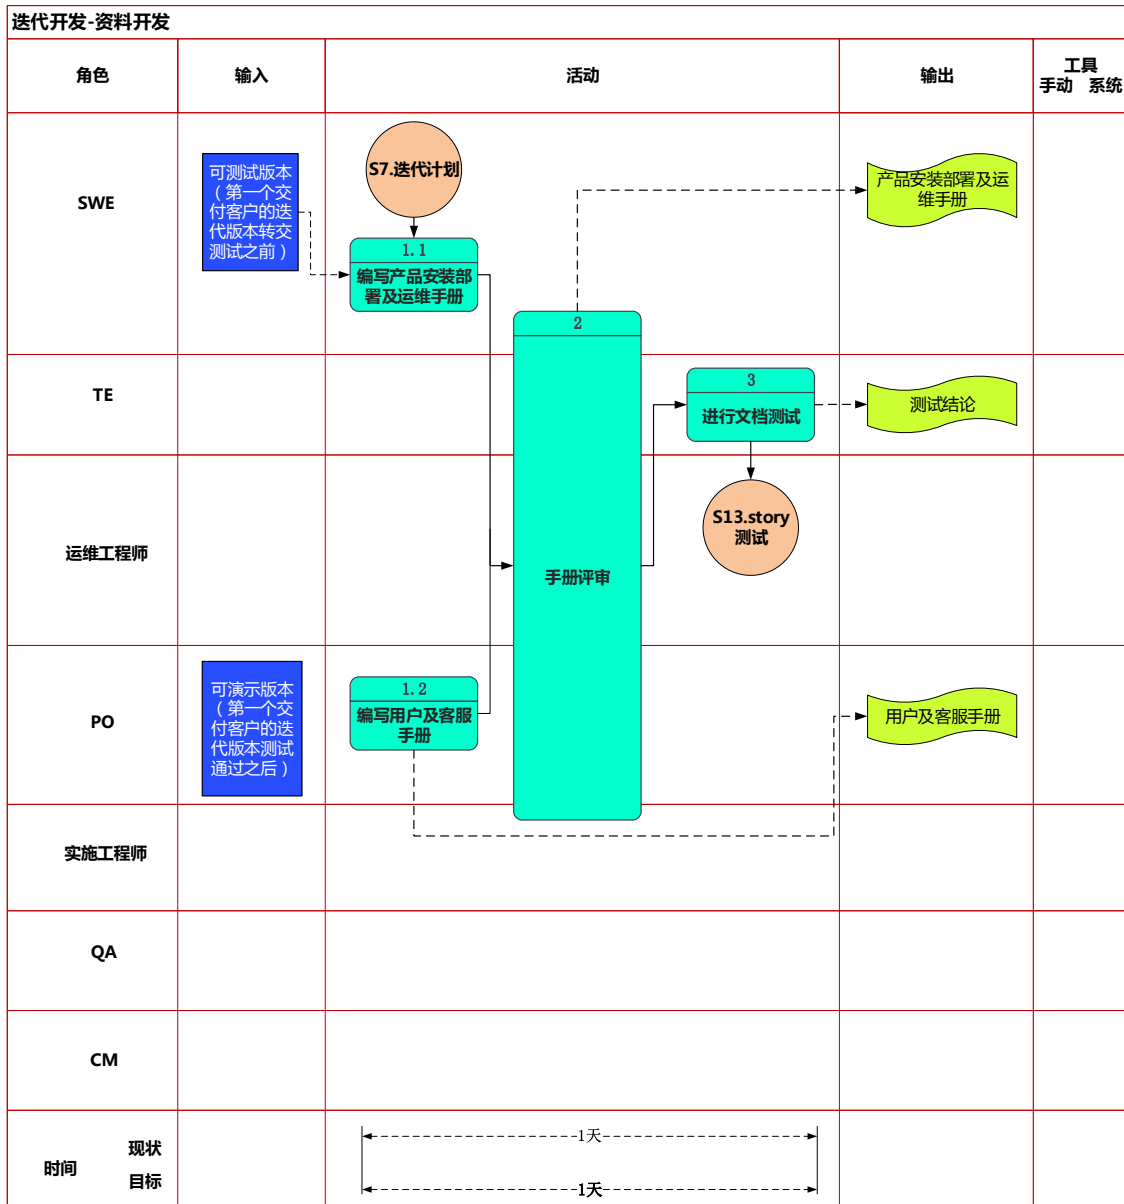 迭代开发-资料开发
角色
输入
活动
输出
工具
手动 系统
SWE
可测试版本
（第一个交
付客户的迭
代版本转交
测试之前）
S7.迭代计划
1.1
编写产品安装部
署及运维手册
产品安装部署及运
维手册
2
手册评审
TE
3
进行文档测试
测试结论
S13.story
测试
运维工程师
PO
可演示版本
（第一个交
付客户的迭
代版本测试
通过之后）
1.2
编写用户及客服
手册
用户及客服手册
实施工程师
QA
CM
时间
现状
目标
1天
1天